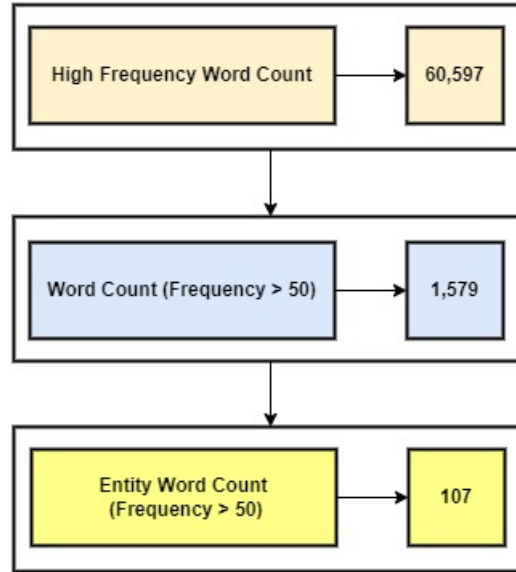 High Frequency Word Count
60,597
Word Count (Frequency > 50)
1,579
Entity Word Count
(Frequency > 50)
107